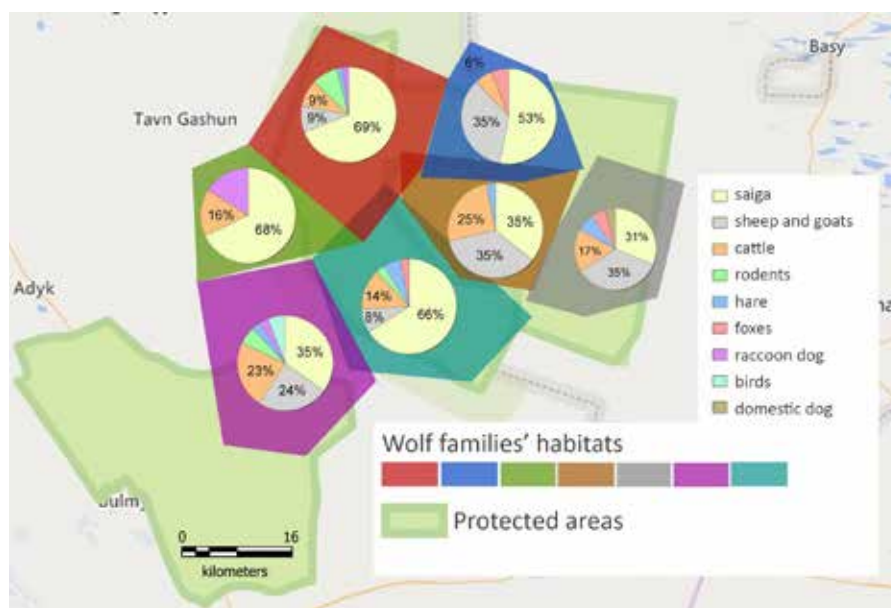 Basy
Tavn Gashun
Adyk
6%
9%
9%
69%
35%
53%
16%
68%
25%
35%
35%
17%
31%
35%
14%
8%
66%
23%
35%
24%
saiga
sheep and goats
cattle
rodents
hare
foxes
raccoon dog
birds
domestic dog
Wolf families' habitats
Protected areas
0 16
kilometers